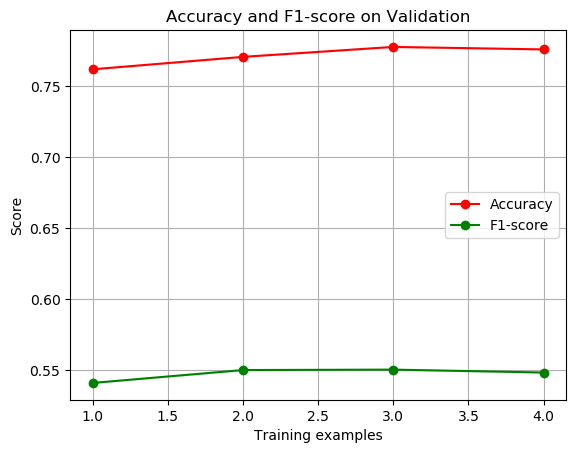 Accuracy and F1-score on Validation
Score
0.75
0.70
0.65
0.60
0.55
Accuracy
F1-score
1.0 1.5 2.0 2.5 3.0 3.5 4.0
Training examples